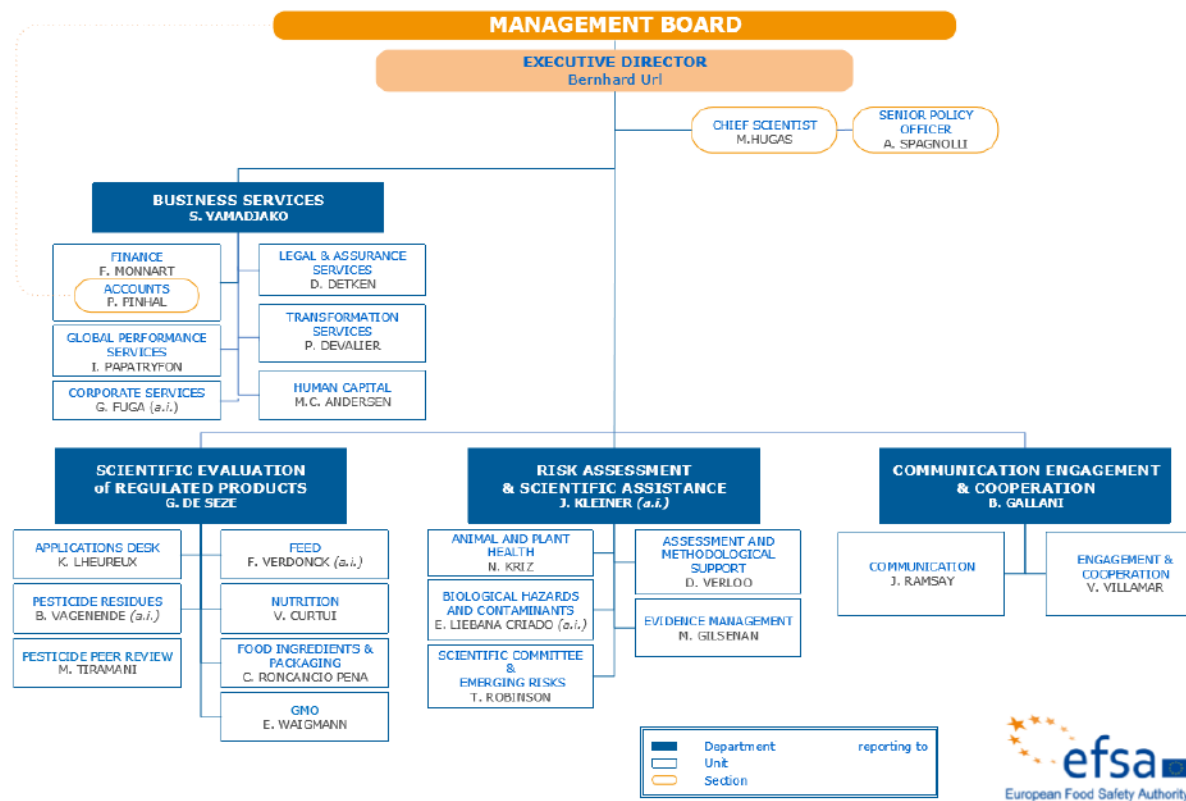 MANAGEMENT BOARD
EXECUTIVE DIRECTOR
Bernhard Url
CHIEF SCIENTIST
M.HUGAS
SENIOR POLICY
OFFICER
A. SPAGNOLLI
BUSINESS SERVICES
S. YAMADJAKO
FINANCE
F. MONNART
ACCOUNTS
P. PINHAL
LEGAL & ASSURANCE
SERVICES
D. DETKEN
GLOBAL PERFORMANCE
SERVICES
I. PAPATRYFON
TRANSFORMATION
SERVICES
P. DEVALIER
CORPORATE SERVICES
G. FUGA (a.i.)
HUMAN CAPITAL
M.C. ANDERSEN
SCIENTIFIC EVALUATION
of REGULATED PRODUCTS
G. DE SEZE
APPLICATIONS DESK
K. LHEUREUX
FEED
F. VERDONCK (a.i.)
PESTICIDE RESIDUES
B. VAGENENDE (a.i.)
NUTRITION
V. CURTUI
PESTICIDE PEER REVIEW
M. TIRAMANI
FOOD INGREDIENTS &
PACKAGING
C. RONCANCIO PENA
GMO
E. WAIGMANN
RISK ASSESSMENT
& SCIENTIFIC ASSISTANCE
J. KLEINER (a.i.)
ANIMAL AND PLANT
HEALTH
N. KRIZ
ASSESSMENT AND
METHODOLOGICAL
SUPPORT
D. VERLOO
BIOLOGICAL HAZARDS
AND CONTAMINANTS
E. LIEBANA CRIADO (a.i.)
EVIDENCE MANAGEMENT
M. GILSENAN
SCIENTIFIC COMMITTEE
&
EMERGING RISKS
T. ROBINSON
COMMUNICATION ENGAGEMENT
& COOPERATION
B. GALLANI
COMMUNICATION
J. RAMSAY
ENGAGEMENT &
COOPERATION
V. VILLAMAR
Department reporting to
Unit
Section
efsa
European Food Safety Authority